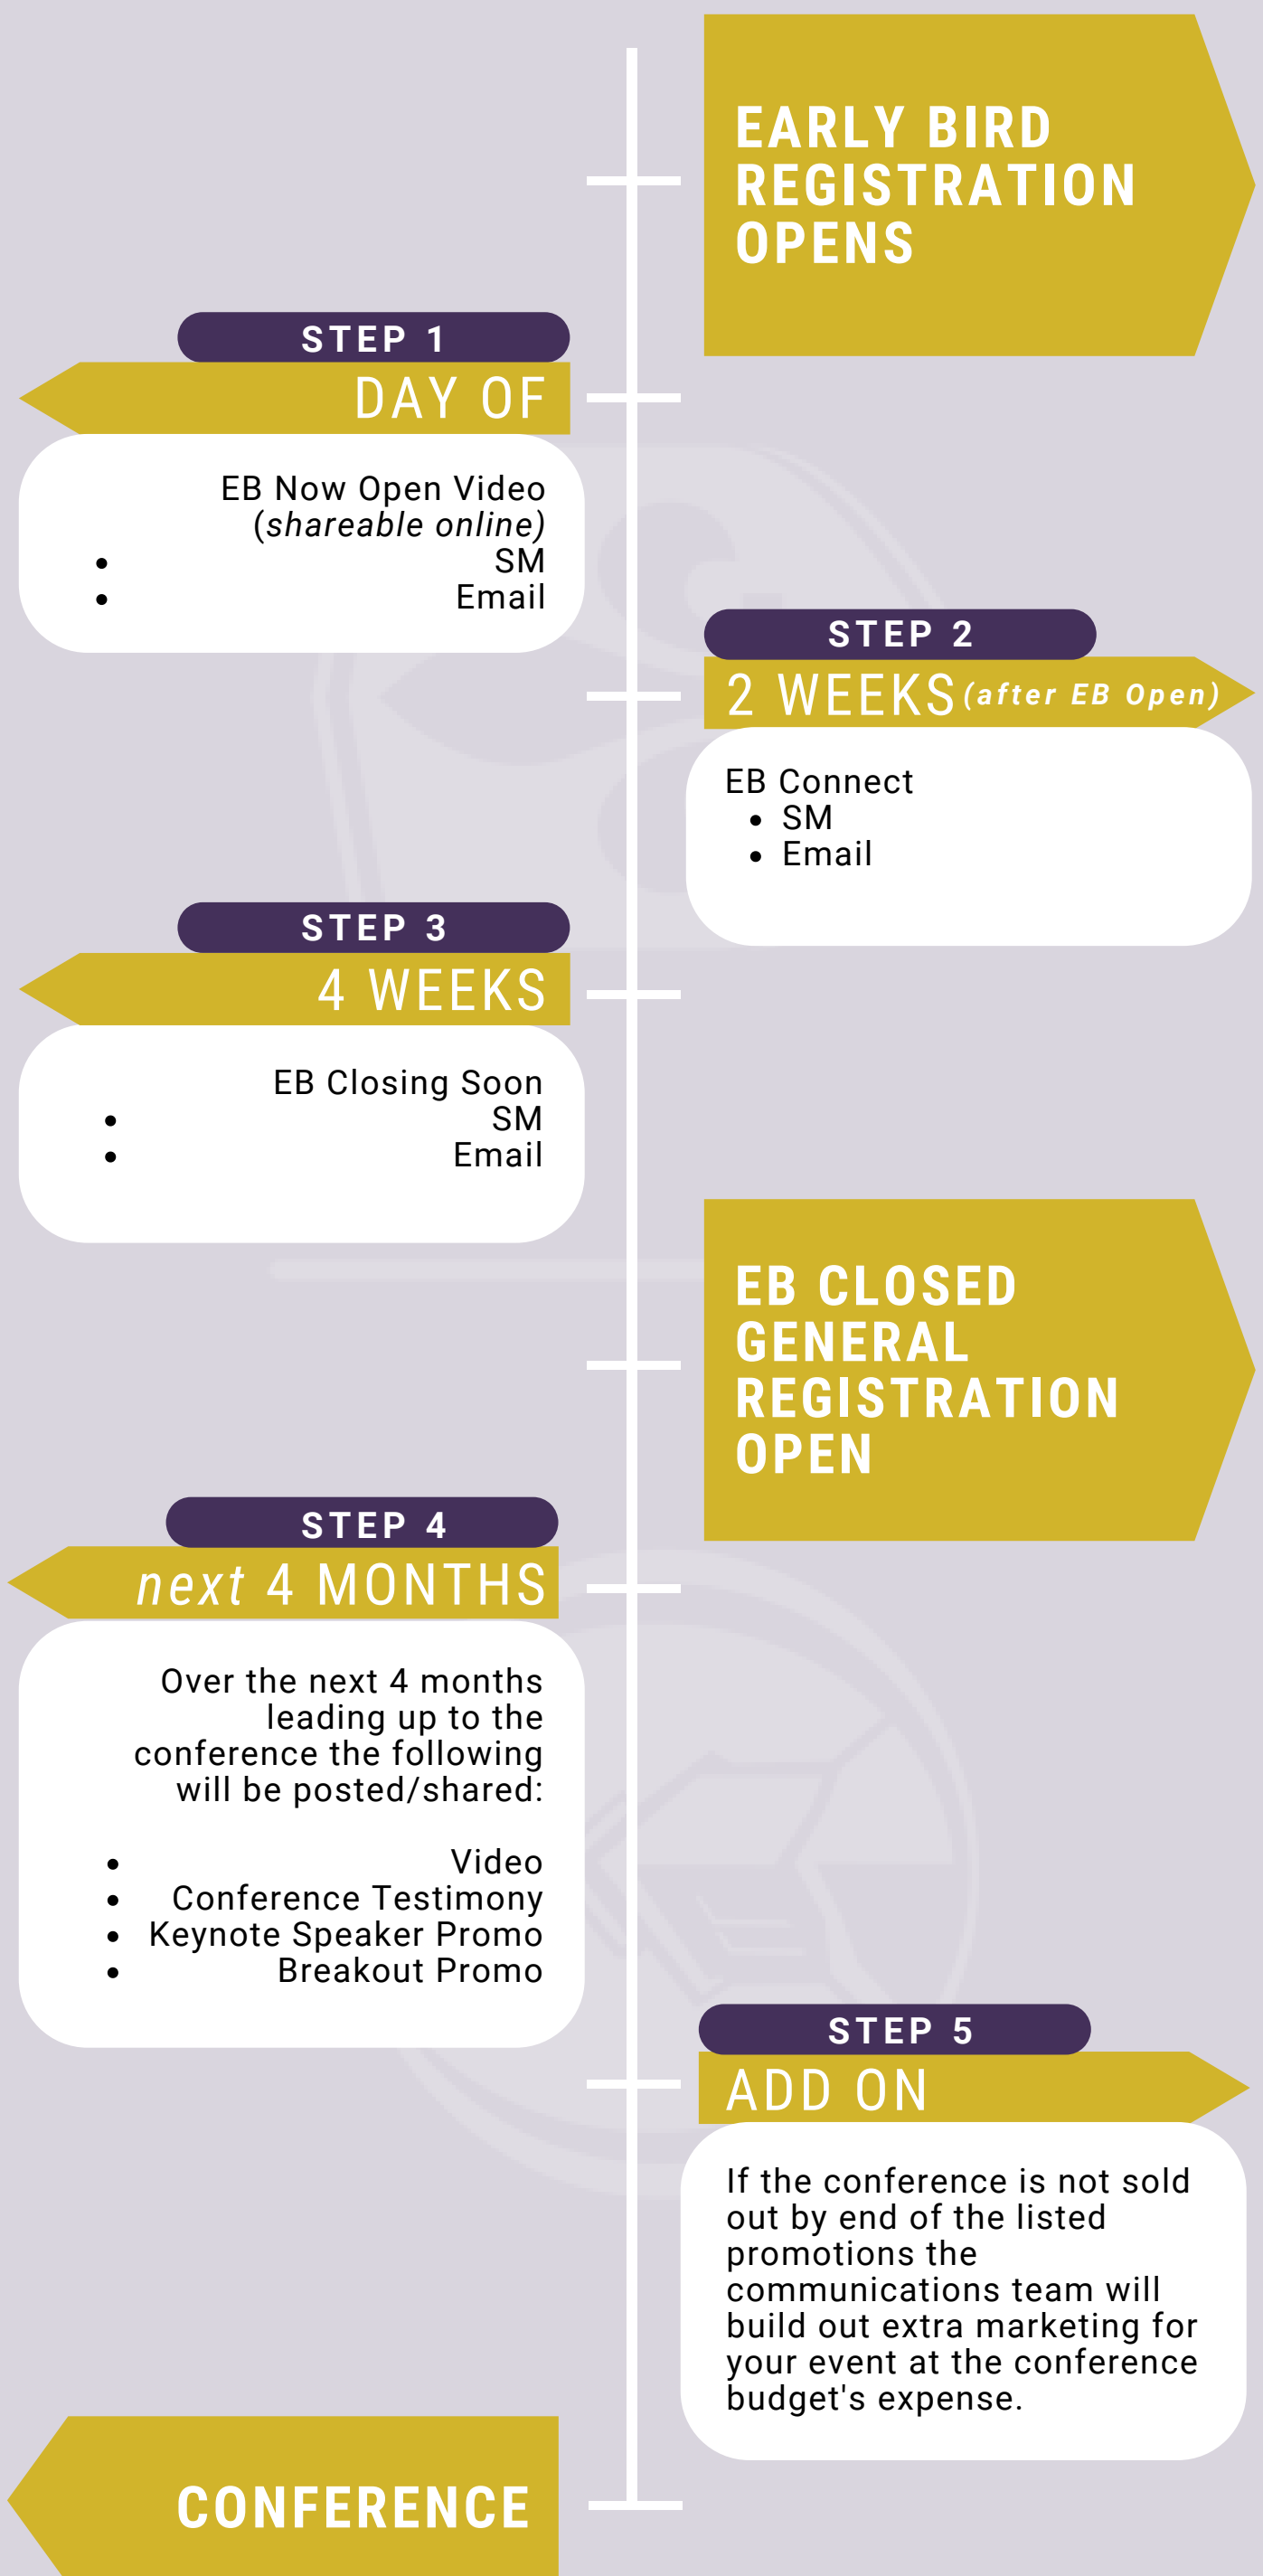 EARLY BIRD
REGISTRATION
OPENS
STEP 1
DAY OF
EB Now Open Video
(shareable online)
• SM
• Email
STEP 2
2 WEEKS (after EB Open)
EB Connect
• SM
• Email
STEP 3
4 WEEKS
EB Closing Soon
• SM
• Email
EB CLOSED
GENERAL
REGISTRATION
OPEN
STEP 4
next 4 MONTHS
Over the next 4 months
leading up to the
conference the following
will be posted/shared:
• Video
• Conference Testimony
• Keynote Speaker Promo
• Breakout Promo
STEP 5
ADD ON
If the conference is not sold
out by end of the listed
promotions the
communications team will
build out extra marketing for
your event at the conference
budget's expense.
CONFERENCE